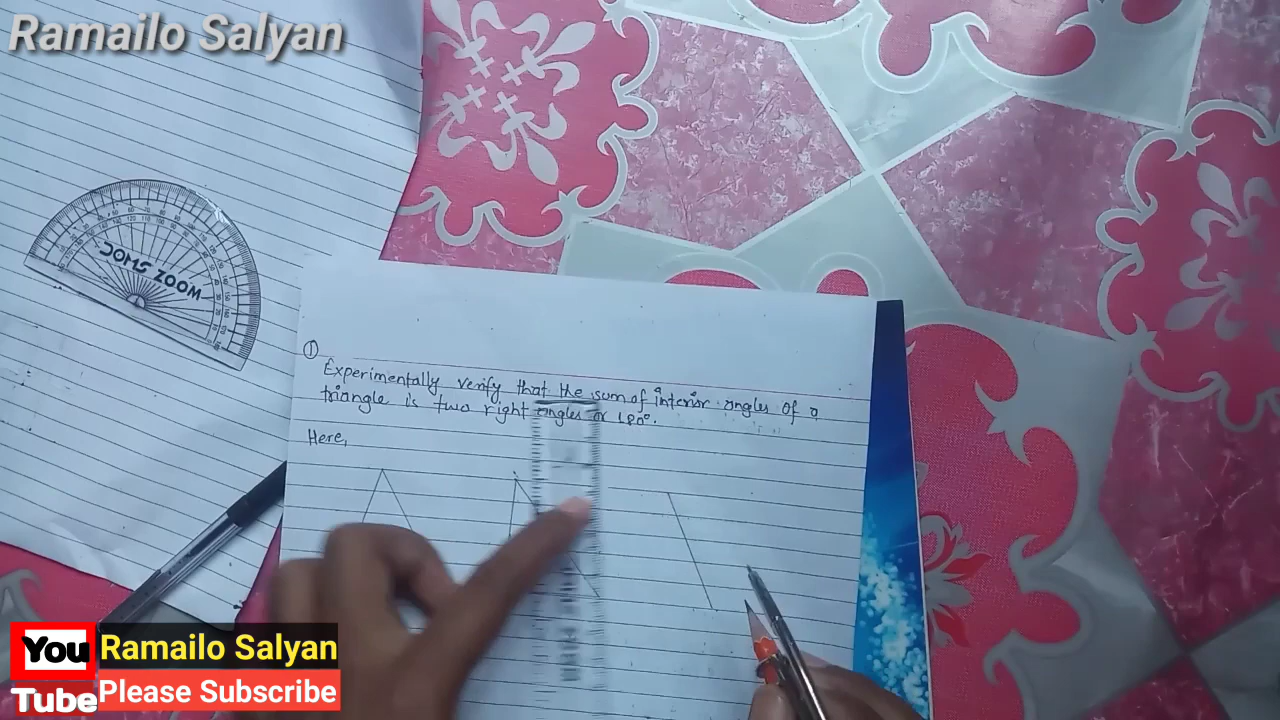 Ramailo Salyan
DOMS ZOOM
①
Experimentally verify that the sum of interior angles of a
triangle is two right angles or 180°.
Here,
You
Tube
Ramailo Salyan
Please Subscribe